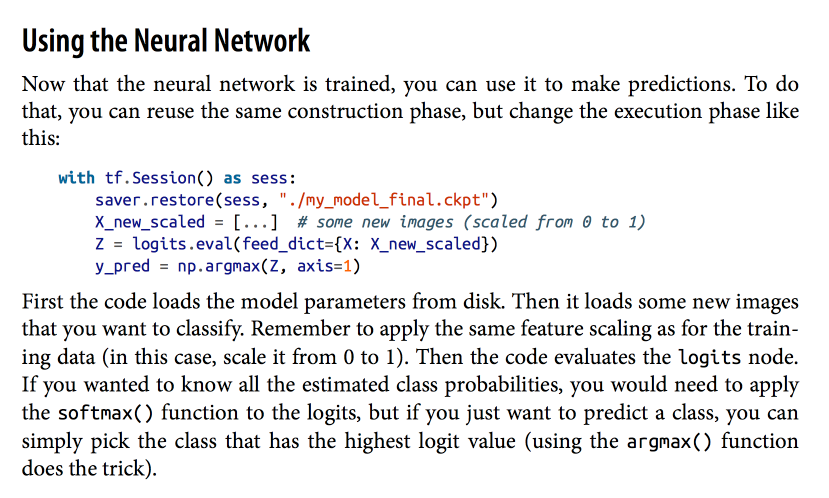 Using the Neural Network
Now that the neural network is trained, you can use it to make predictions. To do
that, you can reuse the same construction phase, but change the execution phase like
this:
with tf.Session() as sess:
    saver.restore(sess, "./my_model_final.ckpt")
    X_new_scaled = [...]  # some new images (scaled from 0 to 1)
    Z = logits.eval(feed_dict={X: X_new_scaled})
    y_pred = np.argmax(Z, axis=1)
First the code loads the model parameters from disk. Then it loads some new images
that you want to classify. Remember to apply the same feature scaling as for the train-
ing data (in this case, scale it from 0 to 1). Then the code evaluates the logits node.
If you wanted to know all the estimated class probabilities, you would need to apply
the softmax() function to the logits, but if you just want to predict a class, you can
simply pick the class that has the highest logit value (using the argmax() function
does the trick).